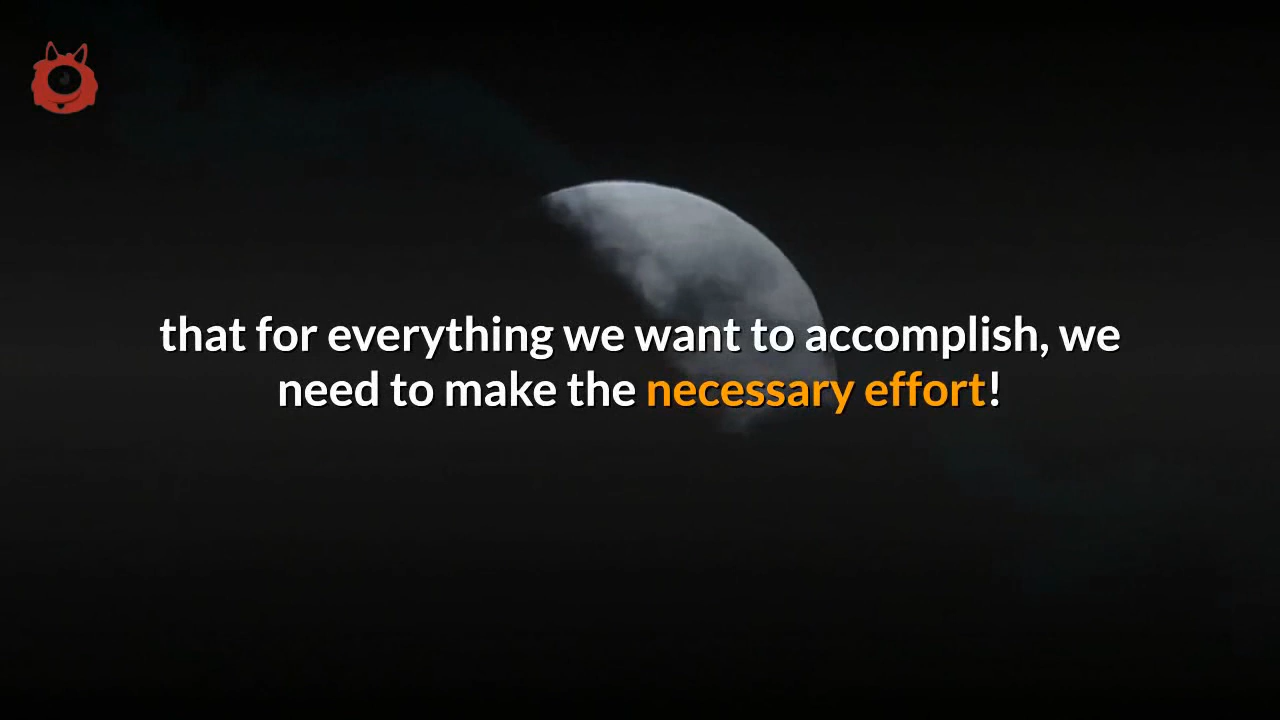 that for everything we want to accomplish, we
need to make the necessary effort!